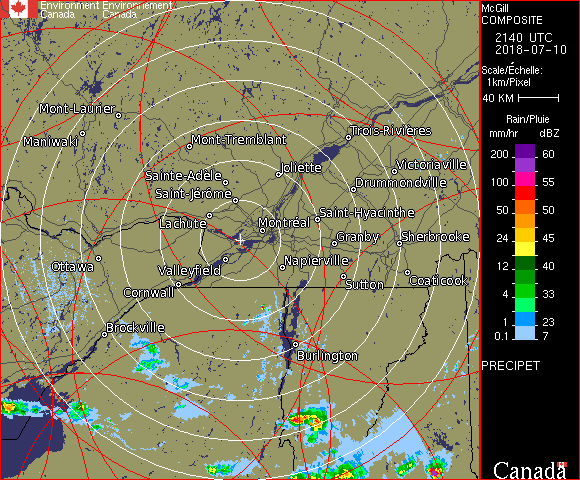 Environment Environnement
Canada Canada
McGill
COMPOSITE
2140 UTC
2018-07-10
Scale/Échelle:
1km/Pixel
40 KM
Rain/Pluie
mm/hr dBZ
200 60
100 55
50 50
24 45
12 40
4 33
2 28
1 23
0.1 7
PRECIPET
Canada
Mont-Laurier
Maniwaki
Mont-Tremblant
Trois-Rivières
Sainte-Adèle
Joliette
Victoriaville
Saint-Jérôme
Drummondville
Lachute
Montréal
Saint-Hyacinthe
Granby
Sherbrooke
Ottawa
Valleyfield
Napierville
Cornwall
Sutton
Coaticook
Brockville
Burlington